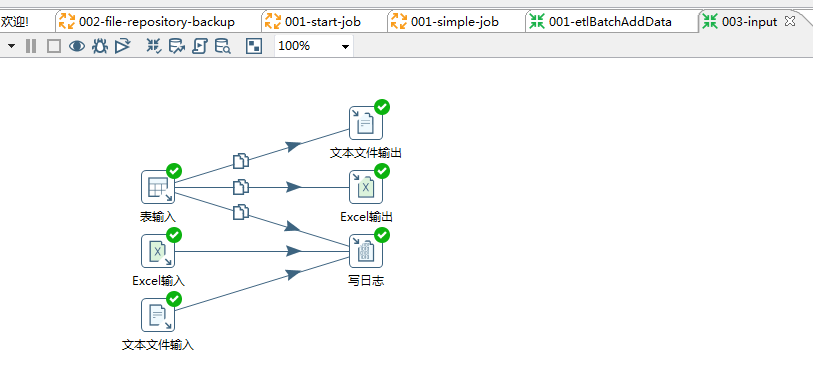 欢迎!
002-file-repository-backup
001-start-job
001-simple-job
001-etlBatchAddData
003-input
100%
文本文件输出
表输入
Excel输出
Excel输入
写日志
文本文件输入